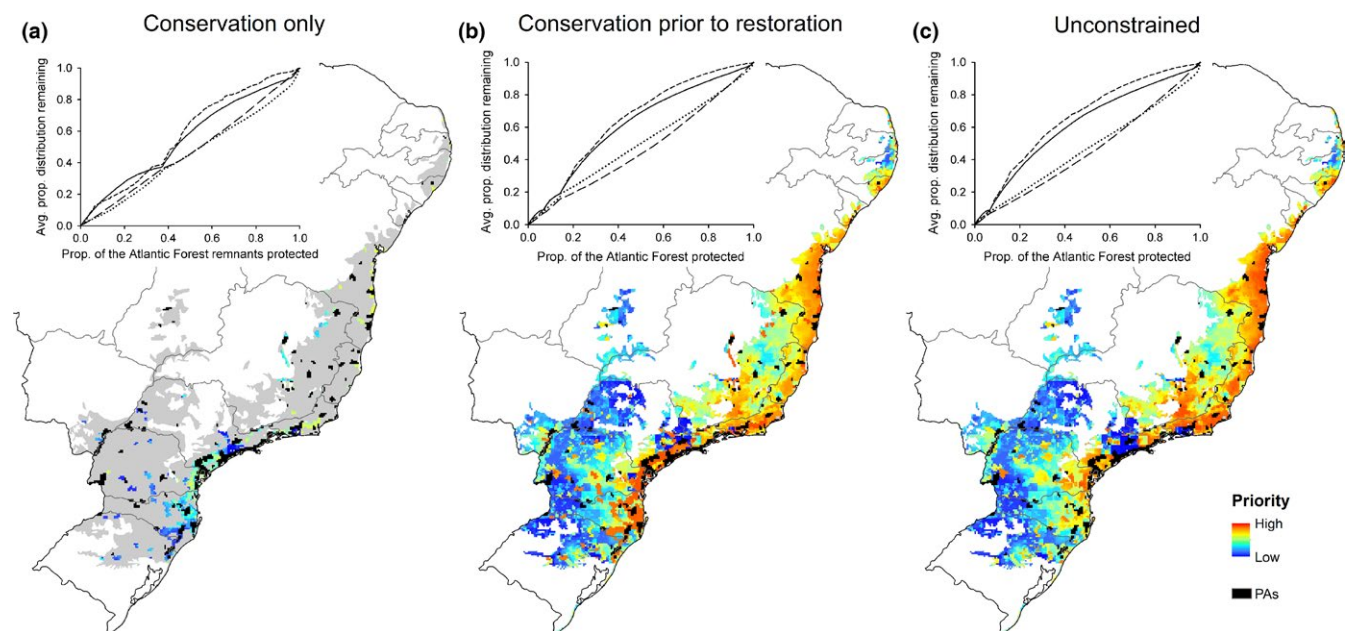 (a) Conservation only
Avg. prop. distribution remaining
1.0
0.8
0.6
0.4
0.2
0.0
0.0 0.2 0.4 0.6 0.8 1.0
Prop. of the Atlantic Forest remnants protected
(b) Conservation prior to restoration
Avg. prop. distribution remaining
1.0
0.8
0.6
0.4
0.2
0.0
0.0 0.2 0.4 0.6 0.8 1.0
Prop. of the Atlantic Forest protected
(c) Unconstrained
Avg. prop. distribution remaining
1.0
0.8
0.6
0.4
0.2
0.0
0.0 0.2 0.4 0.6 0.8 1.0
Prop. of the Atlantic Forest protected
Priority
High
Low
PAs